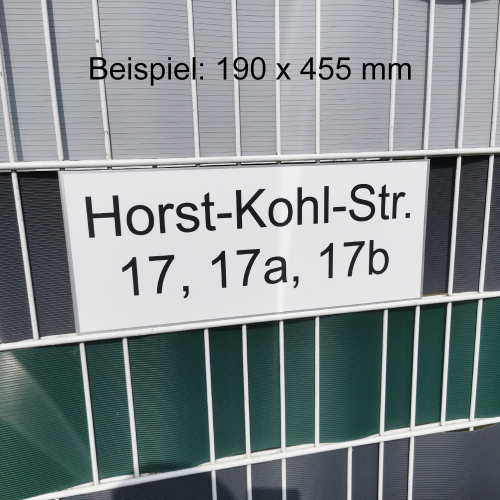 Beispiel: 190 x 455 mm
Horst-Kohl-Str.
17, 17a, 17b